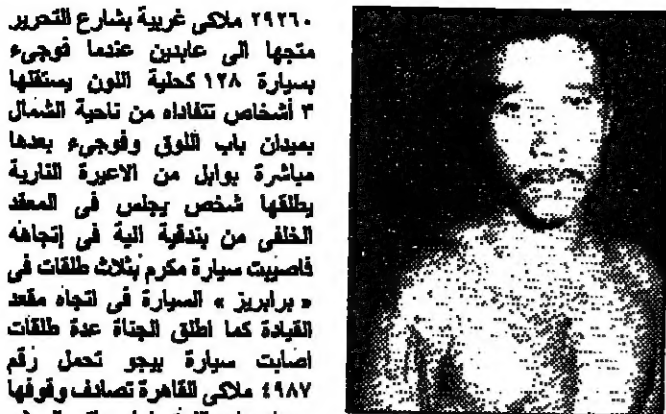 ٢٩٢٦٠ ملاكى غربية بشارع التحرير
متجها الى عابدين عندما فوجىء
بسيارة ١٢٨ كحلية اللون يستقلها
٣ أشخاص تتفاداه من ناحية الشمال
بميدان باب اللوق وفوجىء بعدها
مباشرة بوابل من الاعيرة النارية
يطلقها شخص يجلس فى المقعد
الخلفى من بندقية الية فى إتجاهه
فاصيبت سيارة مكرم بثلاث طلقات فى
« برابريز » السيارة فى اتجاه مقعد
القيادة كما اطلق الجناة عدة طلقات
اصابت سيارة بيجو تحمل رقم
٤٩٨٧ ملاكى القاهرة تصادف وقوفها